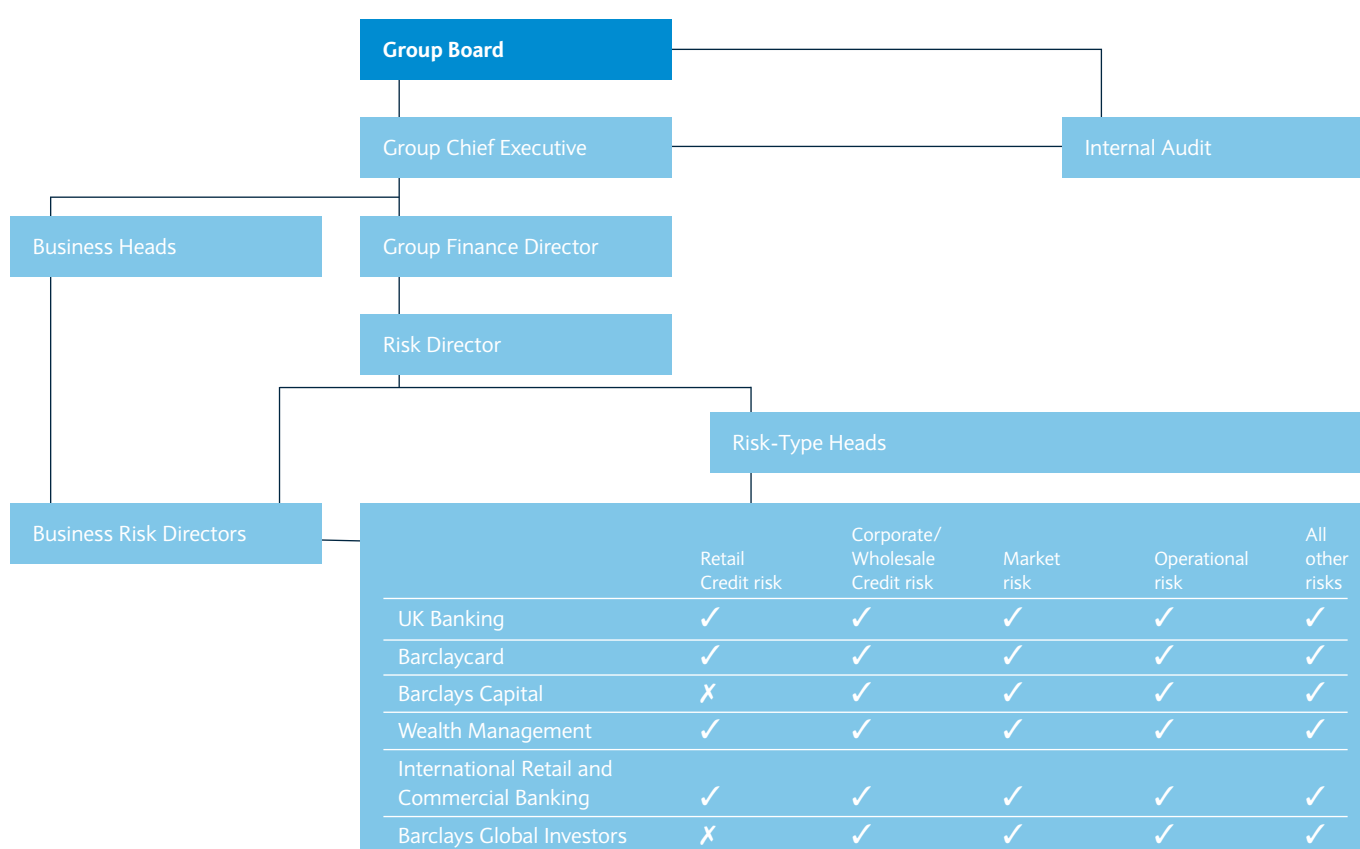 Group Board
Group Chief Executive
Internal Audit
Business Heads
Group Finance Director
Risk Director
Risk-Type Heads
Business Risk Directors
Retail
Credit risk
Corporate/
Wholesale
Credit risk
Market
risk
Operational
risk
All
other
risks
UK Banking ✓ ✓ ✓ ✓ ✓
Barclaycard ✓ ✓ ✓ ✓ ✓
Barclays Capital ✗ ✓ ✓ ✓ ✓
Wealth Management ✓ ✓ ✓ ✓ ✓
International Retail and
Commercial Banking ✓ ✓ ✓ ✓ ✓
Barclays Global Investors ✗ ✓ ✓ ✓ ✓